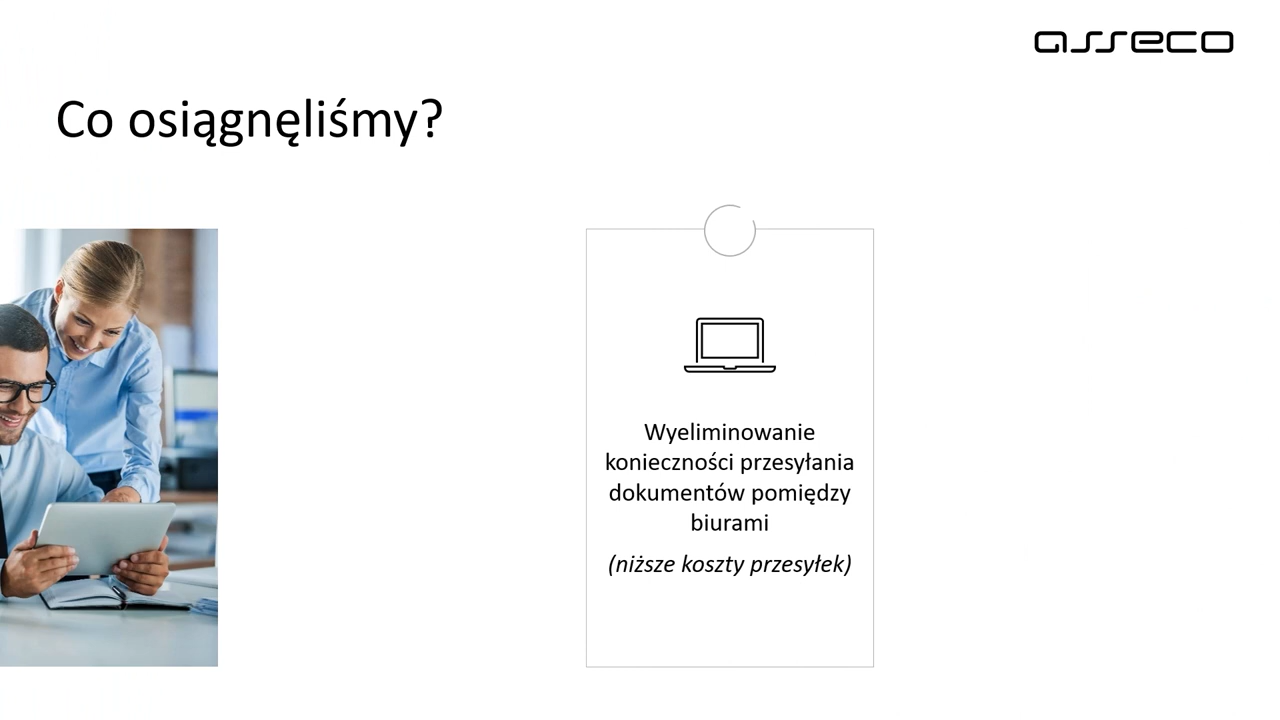 asseco
Co osiągnęliśmy?
Wyeliminowanie
konieczności przesyłania
dokumentów pomiędzy
biurami
(niższe koszty przesyłek)